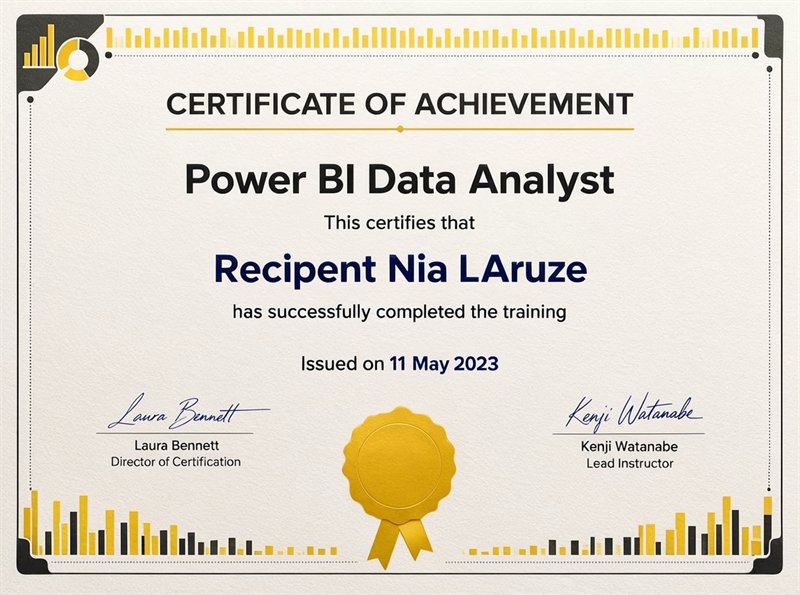 CERTIFICATE OF ACHIEVEMENT
Power BI Data Analyst
This certifies that
Recipent Nia LAruze
has successfully completed the training
Issued on 11 May 2023
Laura Bennett
Laura Bennett
Director of Certification
Kenji Watanabe
Kenji Watanabe
Lead Instructor